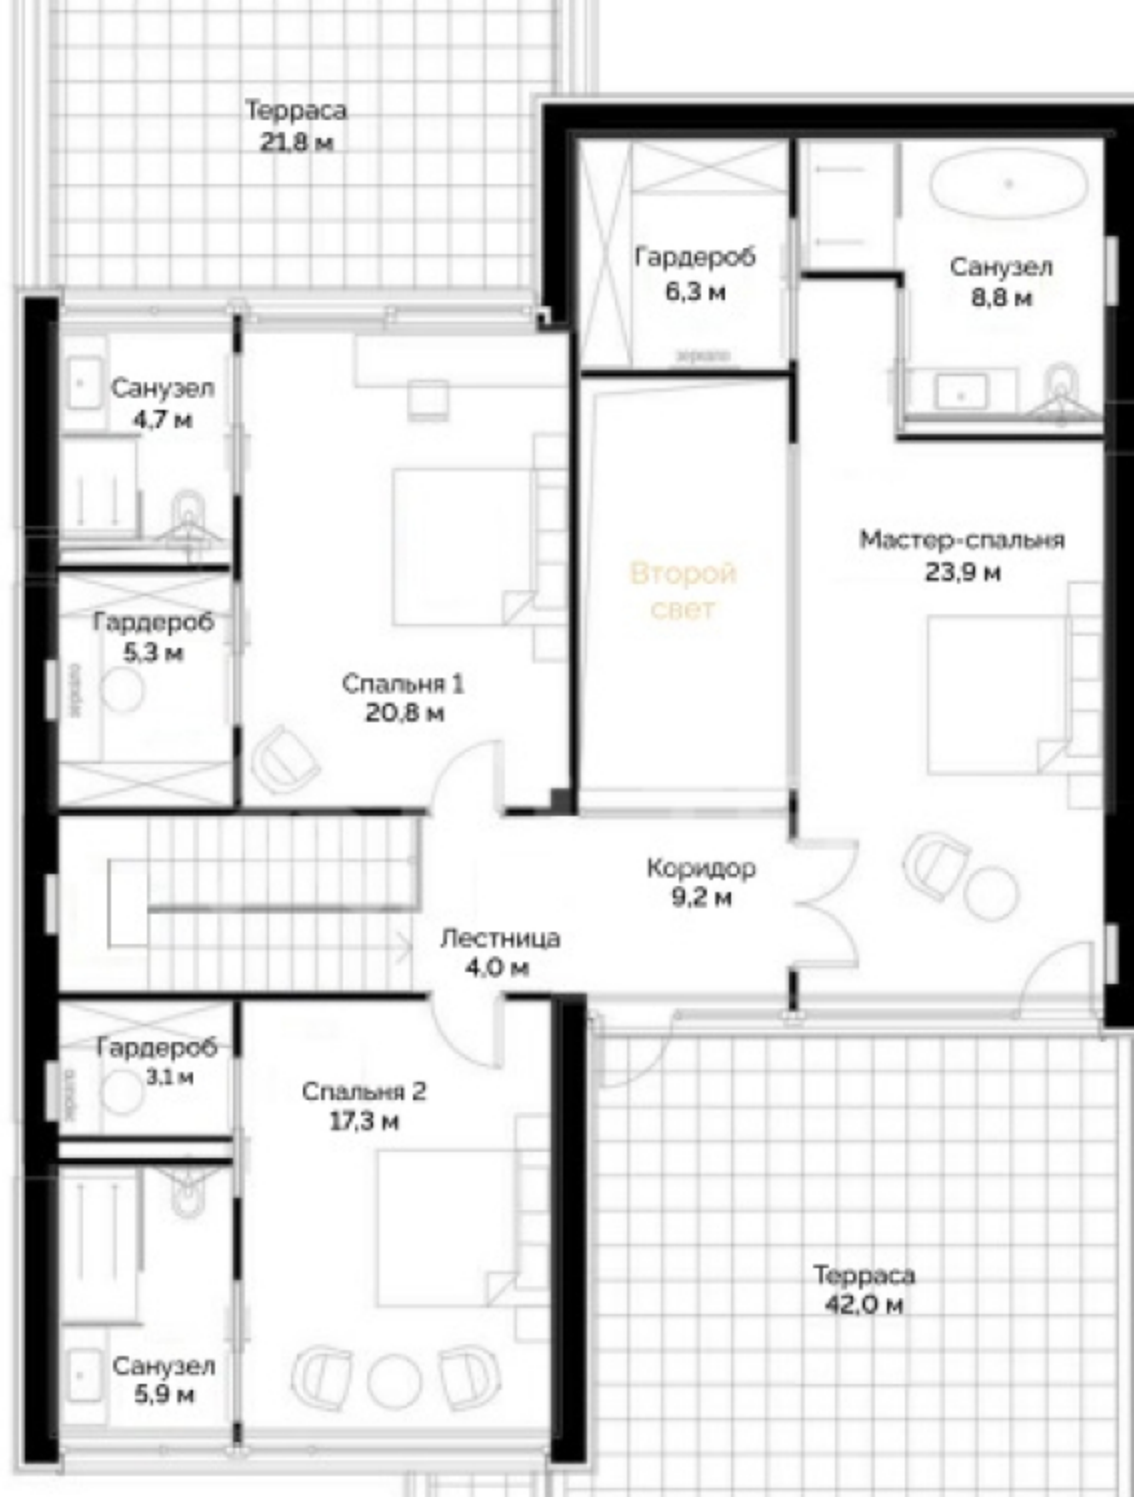 Терраса
21,8 м
Гардероб
6,3 м
зеркало
Санузел
8,8 м
Санузел
4,7 м
Гардероб
5,3 м
зеркало
Спальня 1
20,8 м
Второй
свет
Мастер-спальня
23,9 м
Коридор
9,2 м
Лестница
4,0 м
Гардероб
3,1 м
зеркало
Спальня 2
17,3 м
Санузел
5,9 м
Терраса
42,0 м